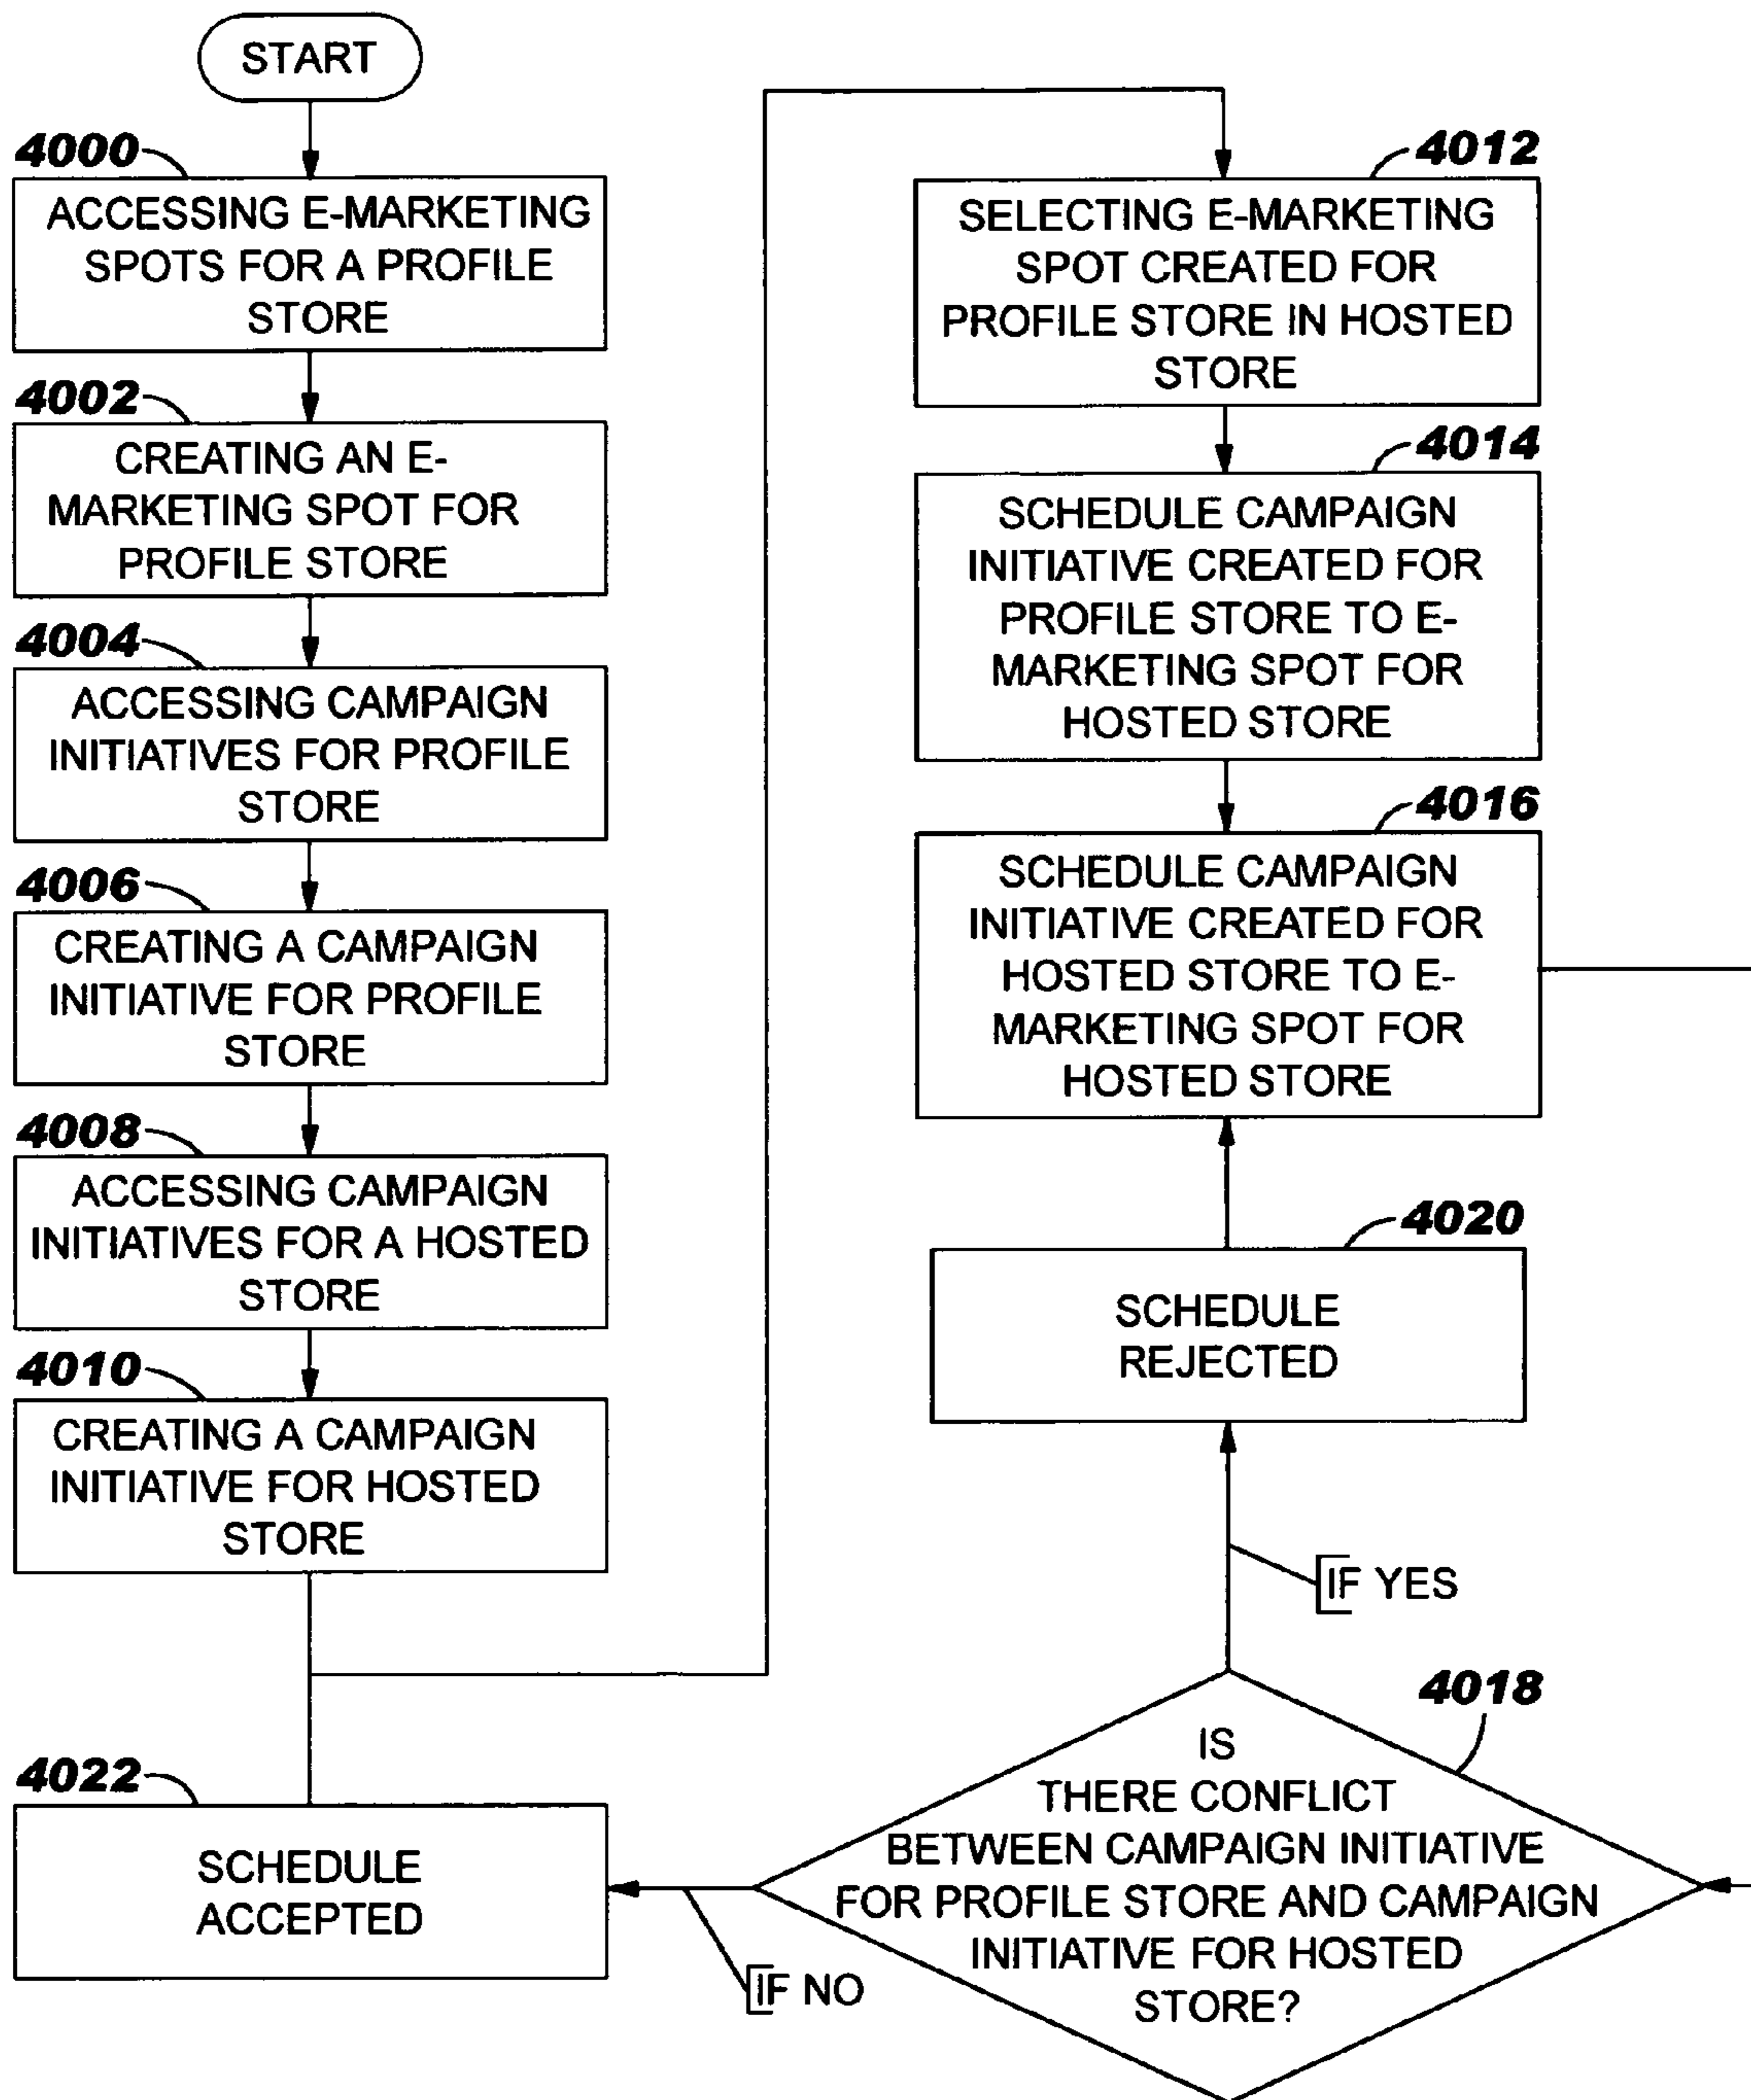 START
4000
ACCESSING E-MARKETING
SPOTS FOR A PROFILE
STORE
4002
CREATING AN E-
MARKETING SPOT FOR
PROFILE STORE
4004
ACCESSING CAMPAIGN
INITIATIVES FOR PROFILE
STORE
4006
CREATING A CAMPAIGN
INITIATIVE FOR PROFILE
STORE
4008
ACCESSING CAMPAIGN
INITIATIVES FOR A HOSTED
STORE
4010
CREATING A CAMPAIGN
INITIATIVE FOR HOSTED
STORE
4012
SELECTING E-MARKETING
SPOT CREATED FOR
PROFILE STORE IN HOSTED
STORE
4014
SCHEDULE CAMPAIGN
INITIATIVE CREATED FOR
PROFILE STORE TO E-
MARKETING SPOT FOR
HOSTED STORE
4016
SCHEDULE CAMPAIGN
INITIATIVE CREATED FOR
HOSTED STORE TO E-
MARKETING SPOT FOR
HOSTED STORE
4020
SCHEDULE
REJECTED
IF YES
4018
IS
THERE CONFLICT
BETWEEN CAMPAIGN INITIATIVE
FOR PROFILE STORE AND CAMPAIGN
INITIATIVE FOR HOSTED
STORE?
IF NO
4022
SCHEDULE
ACCEPTED